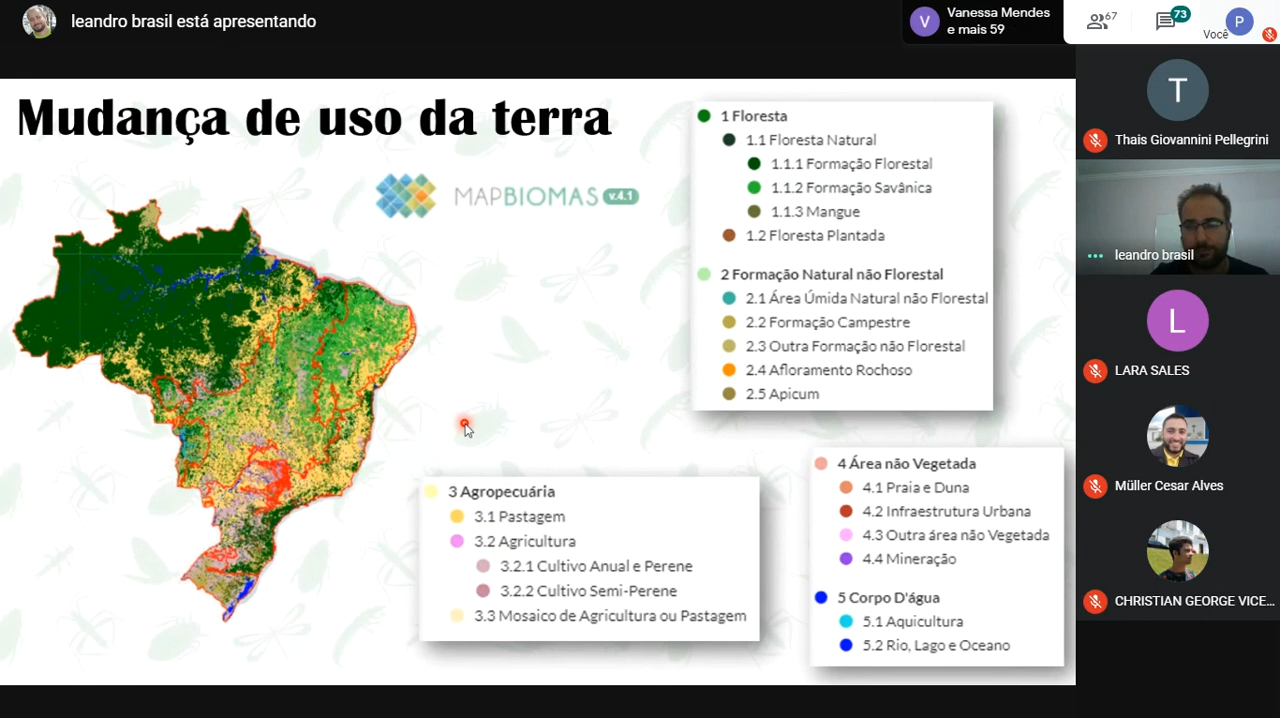 leandro brasil está apresentando
V
Vanessa Mendes
e mais 59
67
73
Você
P
Mudança de uso da terra
MAPBIOMAS v.4.1
1 Floresta
1.1 Floresta Natural
1.1.1 Formação Florestal
1.1.2 Formação Savânica
1.1.3 Mangue
1.2 Floresta Plantada
2 Formação Natural não Florestal
2.1 Área Úmida Natural não Florestal
2.2 Formação Campestre
2.3 Outra Formação não Florestal
2.4 Afloramento Rochoso
2.5 Apicum
3 Agropecuária
3.1 Pastagem
3.2 Agricultura
3.2.1 Cultivo Anual e Perene
3.2.2 Cultivo Semi-Perene
3.3 Mosaico de Agricultura ou Pastagem
4 Área não Vegetada
4.1 Praia e Duna
4.2 Infraestrutura Urbana
4.3 Outra área não Vegetada
4.4 Mineração
5 Corpo D'água
5.1 Aquicultura
5.2 Rio, Lago e Oceano
T
Thais Giovannini Pellegrini
leandro brasil
L
LARA SALES
Müller Cesar Alves
CHRISTIAN GEORGE VICE...